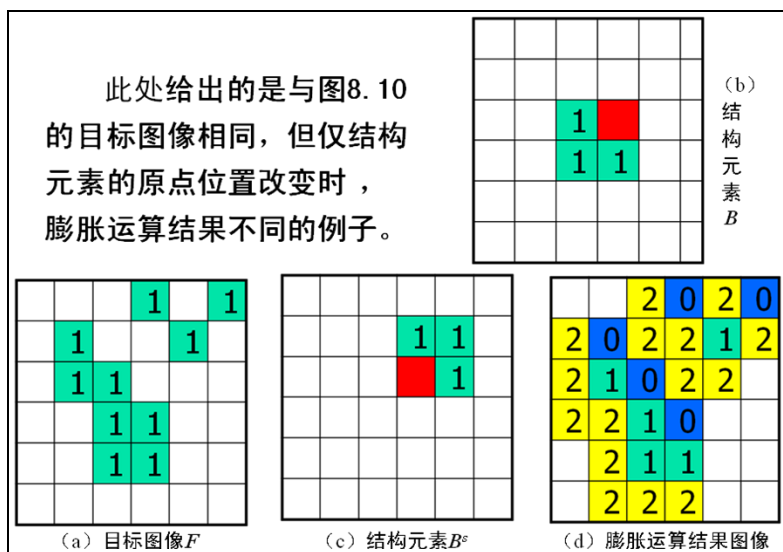 此处给出的是与图8.10
的目标图像相同，但仅结构
元素的原点位置改变时，
膨胀运算结果不同的例子。
1
1 1
（b）
结
构
元
素
B
1 1
1 1
1 1
1 1
1 1
（a）目标图像F
1 1
1
（c）结构元素Bˢ
2 0 2 0
2 0 2 2 1 2
2 1 0 2 2
2 2 1 0
2 1 1
2 2 2
（d）膨胀运算结果图像